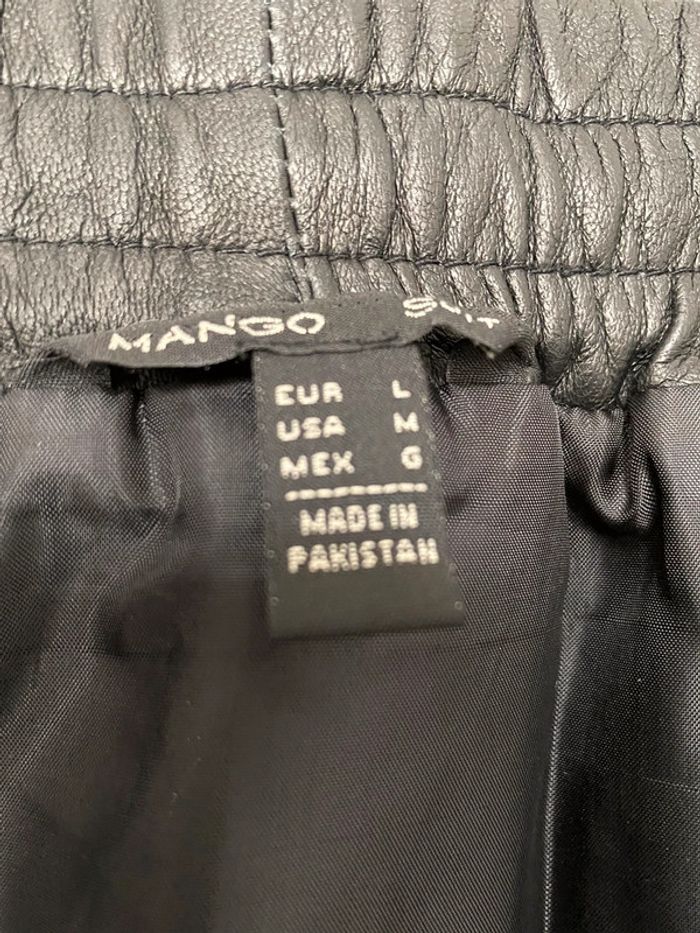 MANGO SUIT
EUR L
USA M
MEX G
MADE IN
PAKISTAN